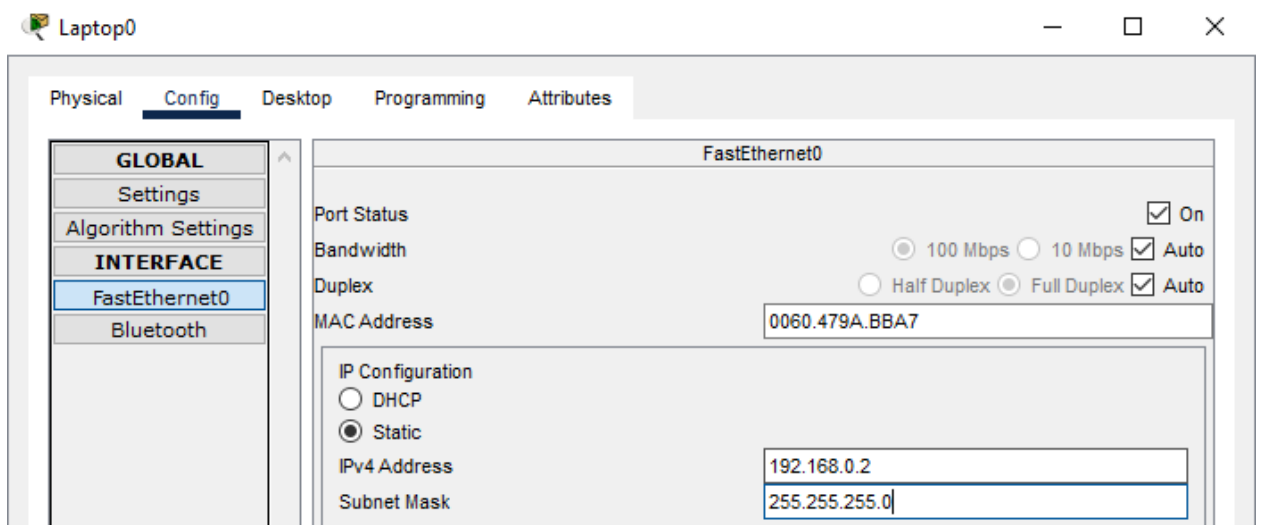 Laptop0
Physical Config Desktop Programming Attributes
GLOBAL
Settings
Algorithm Settings
INTERFACE
FastEthernet0
Bluetooth
FastEthernet0
Port Status On
Bandwidth 100 Mbps 10 Mbps Auto
Duplex Half Duplex Full Duplex Auto
MAC Address 0060.479A.BBA7
IP Configuration
DHCP
Static
IPv4 Address 192.168.0.2
Subnet Mask 255.255.255.0